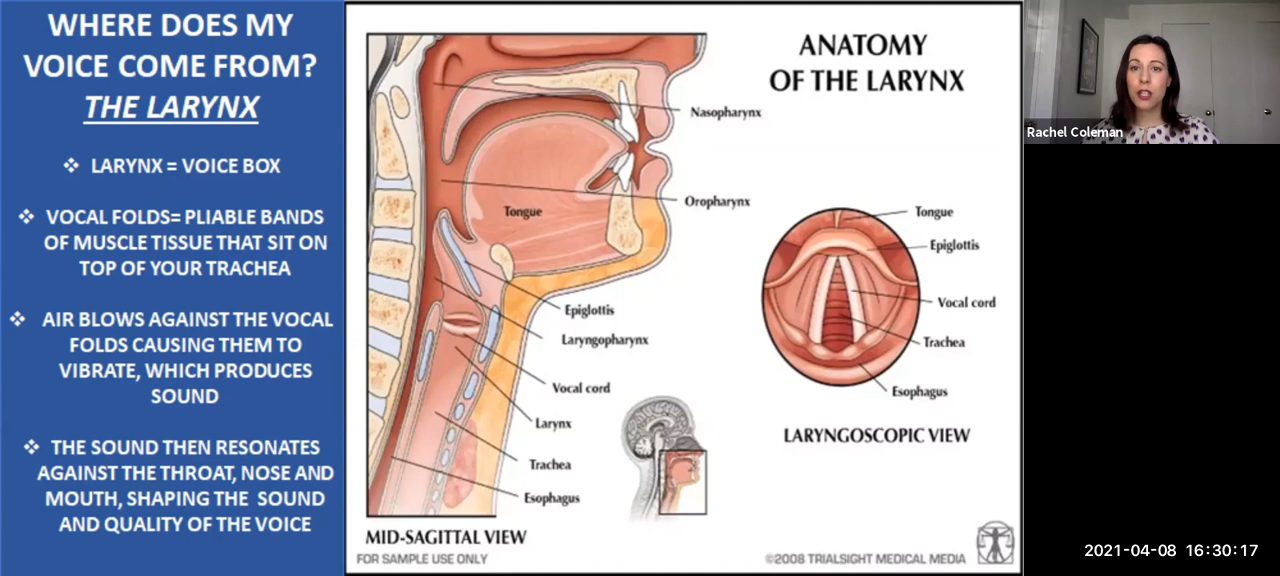 WHERE DOES MY
VOICE COME FROM?
THE LARYNX
❖ LARYNX = VOICE BOX
❖ VOCAL FOLDS= PLIABLE BANDS
OF MUSCLE TISSUE THAT SIT ON
TOP OF YOUR TRACHEA
❖ AIR BLOWS AGAINST THE VOCAL
FOLDS CAUSING THEM TO
VIBRATE, WHICH PRODUCES
SOUND
❖ THE SOUND THEN RESONATES
AGAINST THE THROAT, NOSE AND
MOUTH, SHAPING THE SOUND
AND QUALITY OF THE VOICE
ANATOMY
OF THE LARYNX
Nasopharynx
Oropharynx
Tongue
Epiglottis
Laryngopharynx
Vocal cord
Larynx
Trachea
Esophagus
MID-SAGITTAL VIEW
FOR SAMPLE USE ONLY
Tongue
Epiglottis
Vocal cord
Trachea
Esophagus
LARYNGOSCOPIC VIEW
©2008 TRIALSIGHT MEDICAL MEDIA
Rachel Coleman
2021-04-08 16:30:17